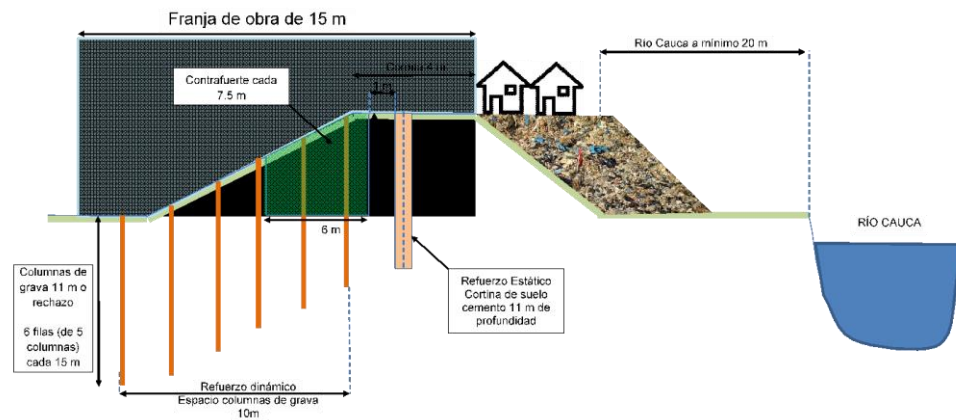 Franja de obra de 15 m
Río Cauca a mínimo 20 m
Contrafuerte cada
7.5 m
1 m
6 m
RÍO CAUCA
Columnas de
grava 11 m o
rechazo
6 filas (de 5
columnas)
cada 15 m
Refuerzo Estático
Cortina de suelo
cemento 11 m de
profundidad
Refuerzo dinámico
Espacio columnas de grava
10m